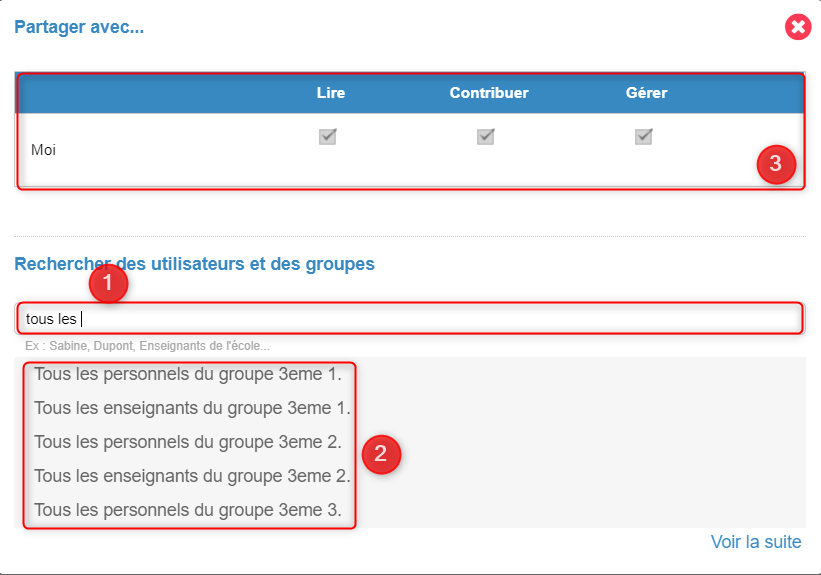 Partager avec...
Lire Contribuer Gérer
Moi
3
Rechercher des utilisateurs et des groupes
1
tous les
Ex : Sabine, Dupont, Enseignants de l'école...
Tous les personnels du groupe 3eme 1.
Tous les enseignants du groupe 3eme 1.
Tous les personnels du groupe 3eme 2.
2
Tous les enseignants du groupe 3eme 2.
Tous les personnels du groupe 3eme 3.
Voir la suite